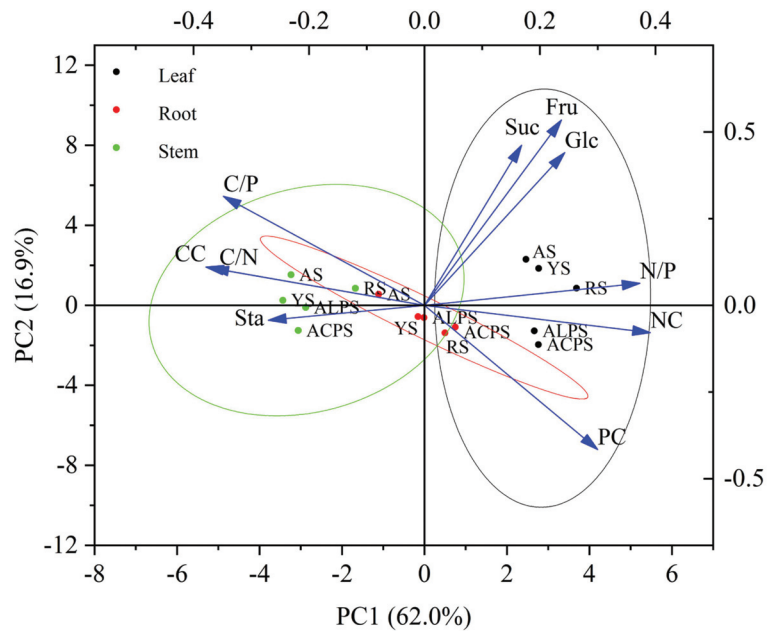 -0.4 -0.2 0.0 0.2 0.4
12
8
4
0
-4
-8
-12
PC2 (16.9%)
Leaf
Root
Stem
Fru
Suc
Glc
C/P
CC
C/N
AS
YS
N/P
AS
RS
AS
RS
YS
ALPS
NC
Sta
ACPS
YS
ALPS
ACPS
RS
ALPS
ACPS
PC
0.5
0.0
-0.5
-8 -6 -4 -2 0 2 4 6
PC1 (62.0%)